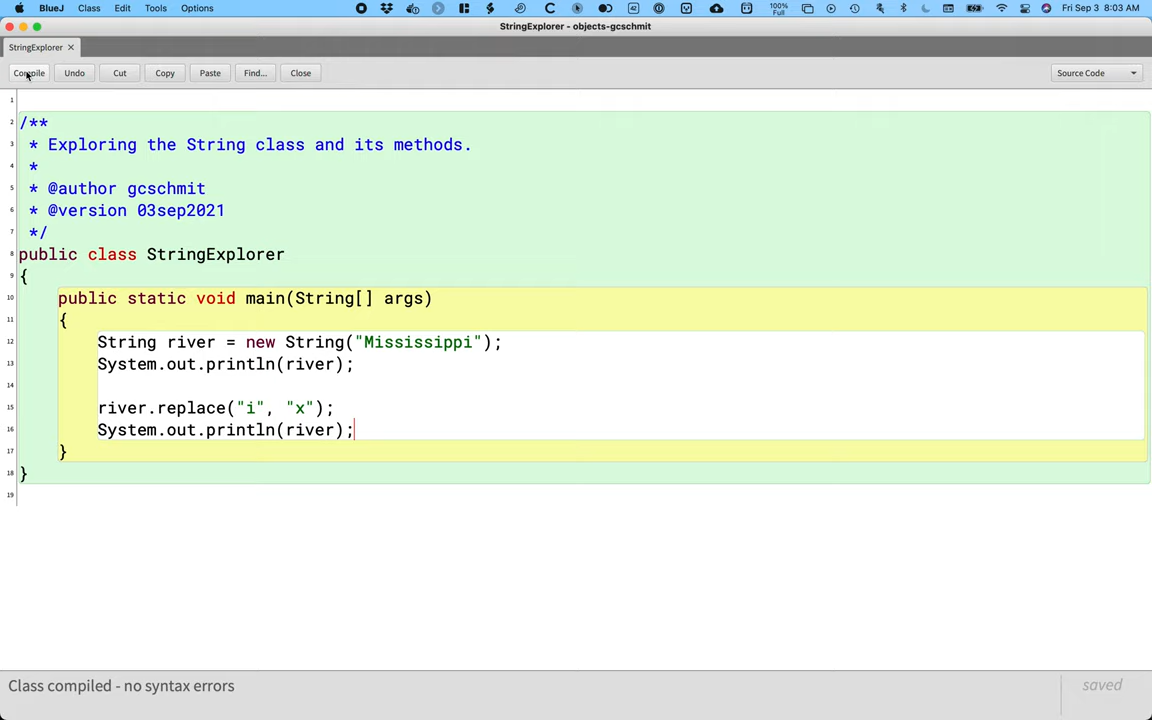 BlueJ Class Edit Tools Options 100% Full Fri Sep 3 8:03 AM
StringExplorer - objects-gcschmit
StringExplorer ×
Compile Undo Cut Copy Paste Find... Close Source Code
1
2 /**
3 * Exploring the String class and its methods.
4 *
5 * @author gcschmit
6 * @version 03sep2021
7 */
8 public class StringExplorer
9 {
10 public static void main(String[] args)
11 {
12 String river = new String("Mississippi");
13 System.out.println(river);
14
15 river.replace("i", "x");
16 System.out.println(river);
17 }
18 }
19
Class compiled - no syntax errors saved